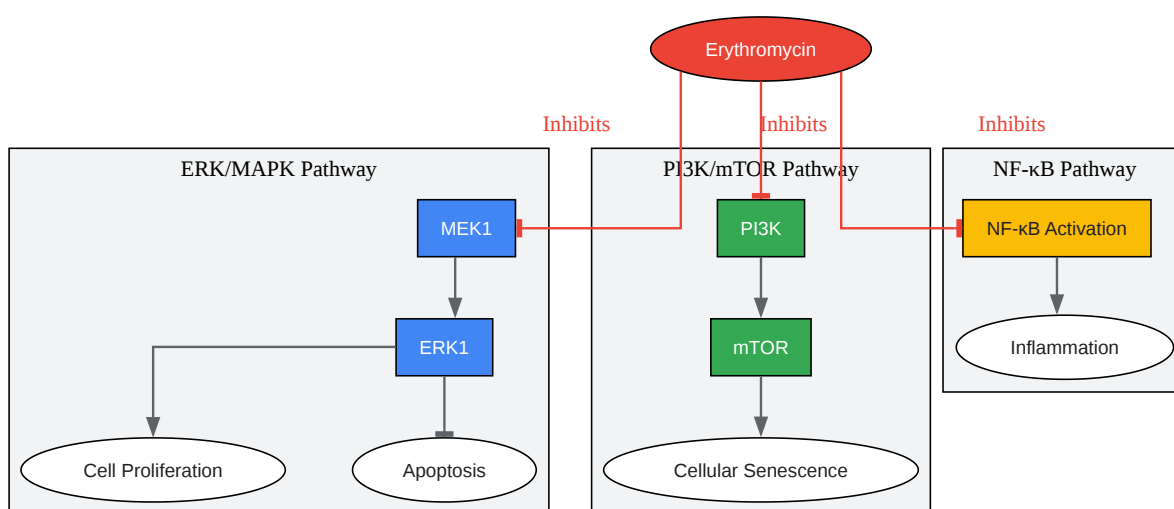 Erythromycin
Inhibits
Inhibits
Inhibits
ERK/MAPK Pathway
PI3K/mTOR Pathway
NF-κB Pathway
MEK1
PI3K
NF-κB Activation
ERK1
mTOR
Inflammation
Cell Proliferation
Apoptosis
Cellular Senescence